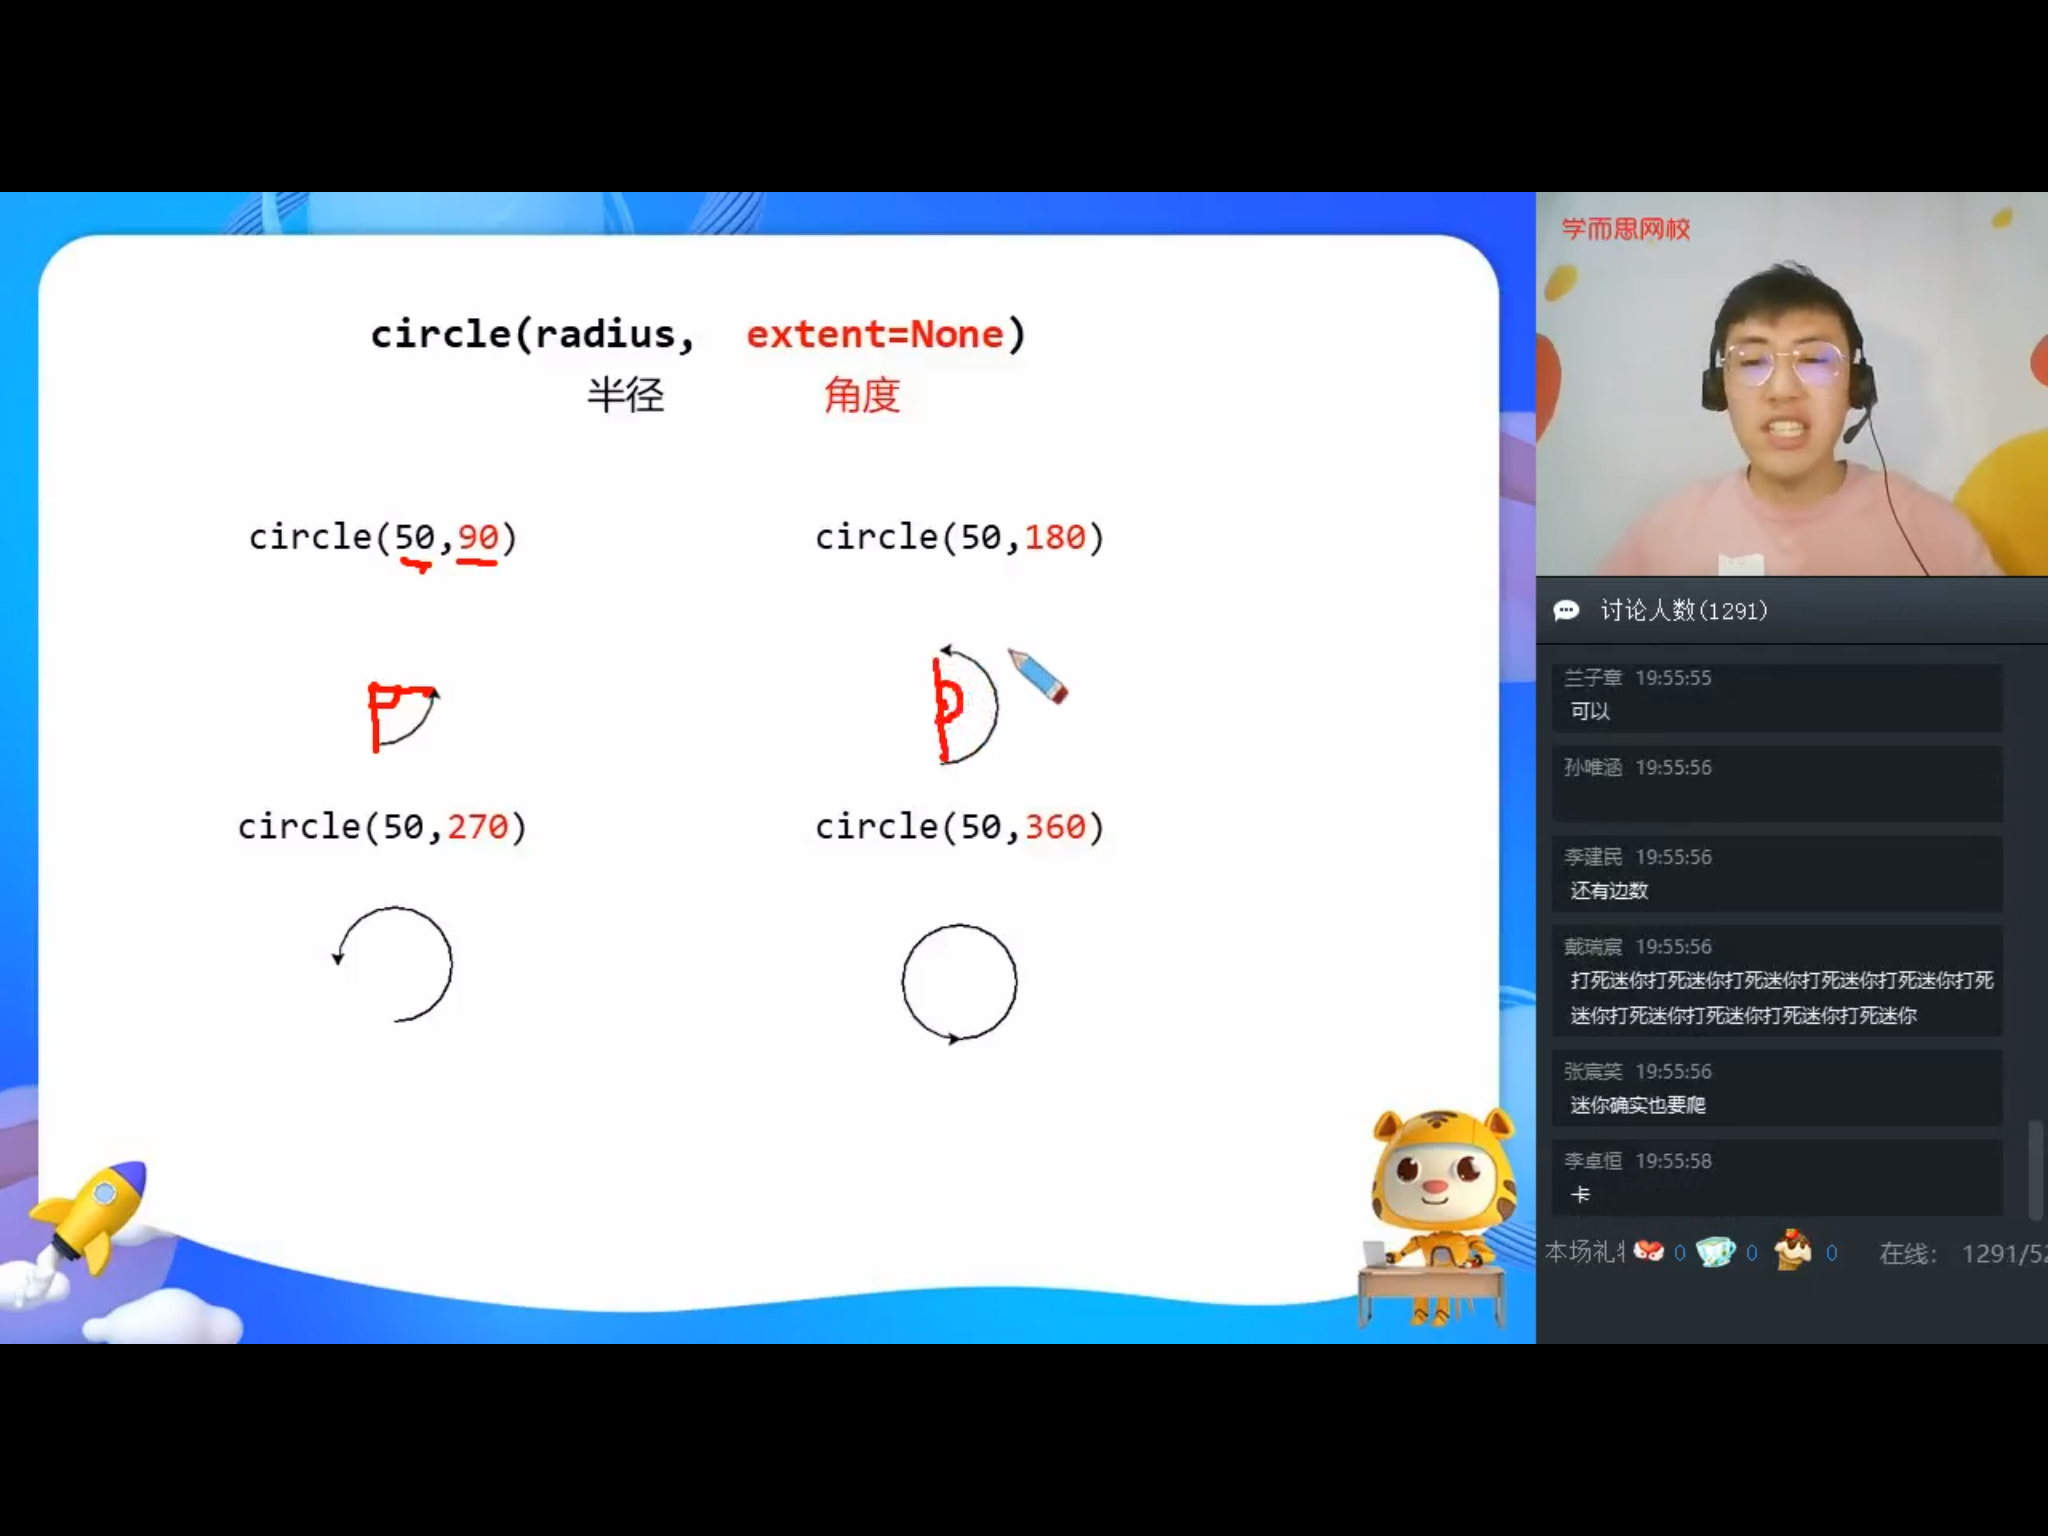 circle(radius, extent=None)
半径 角度
circle(50,90) circle(50,180)
circle(50,270) circle(50,360)
学而思网校
讨论人数(1291)
兰子章 19:55:55
可以
孙唯涵 19:55:56
李建民 19:55:56
还有边数
戴瑞宸 19:55:56
打死迷你打死迷你打死迷你打死迷你打死迷你打死
迷你打死迷你打死迷你打死迷你打死迷你
张宸笑 19:55:56
迷你确实也要爬
李卓恒 19:55:58
卡
本场礼 0 0 0 在线: 1291/52